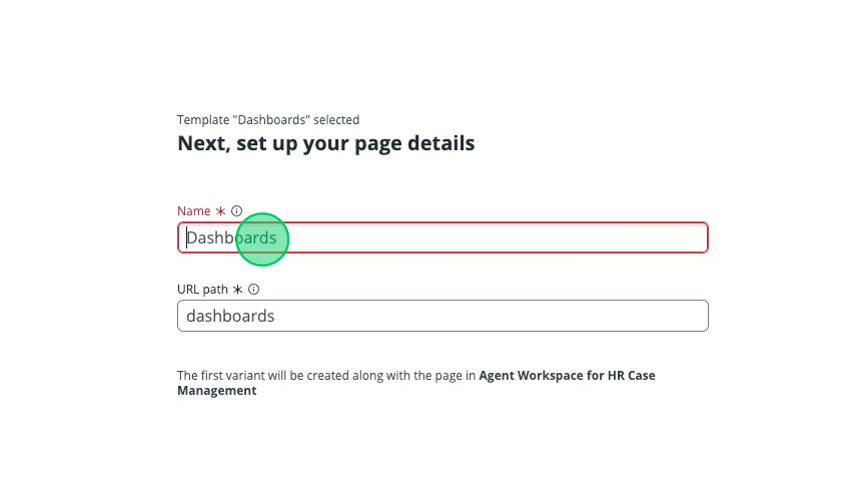 Template "Dashboards" selected
Next, set up your page details
Name *
Dashboards
URL path *
dashboards
The first variant will be created along with the page in Agent Workspace for HR Case
Management